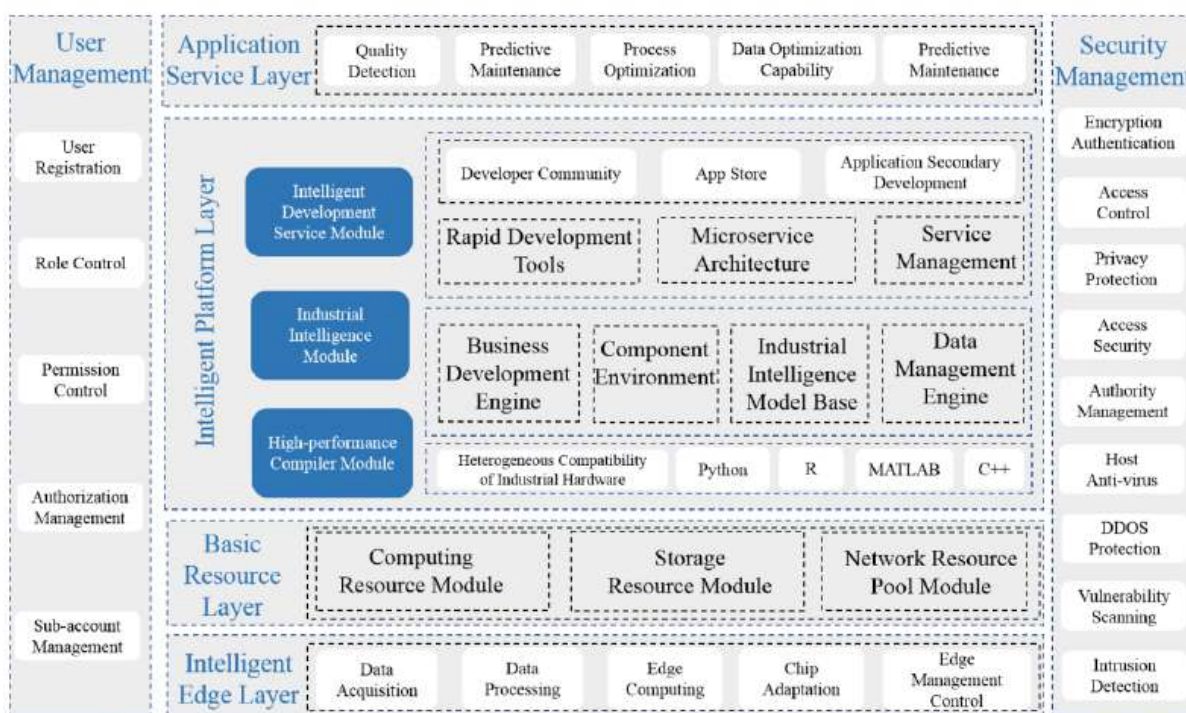 User
Management
User
Registration
Role Control
Permission
Control
Authorization
Management
Sub-account
Management
Application
Service Layer
Quality
Detection
Predictive
Maintenance
Process
Optimization
Data Optimization
Capability
Predictive
Maintenance
Intelligent Platform Layer
Intelligent
Development
Service Module
Developer Community
App Store
Application Secondary
Development
Rapid Development
Tools
Microservice
Architecture
Service
Management
Industrial
Intelligence
Module
Business
Development
Engine
Component
Environment
Industrial
Intelligence
Model Base
Data
Management
Engine
High-performance
Compiler Module
Heterogeneous Compatibility
of Industrial Hardware
Python
R
MATLAB
C++
Basic
Resource
Layer
Computing
Resource Module
Storage
Resource Module
Network Resource
Pool Module
Intelligent
Edge Layer
Data
Acquisition
Data
Processing
Edge
Computing
Chip
Adaptation
Edge
Management
Control
Security
Management
Encryption
Authentication
Access
Control
Privacy
Protection
Access
Security
Authority
Management
Host
Anti-virus
DDOS
Protection
Vulnerability
Scanning
Intrusion
Detection